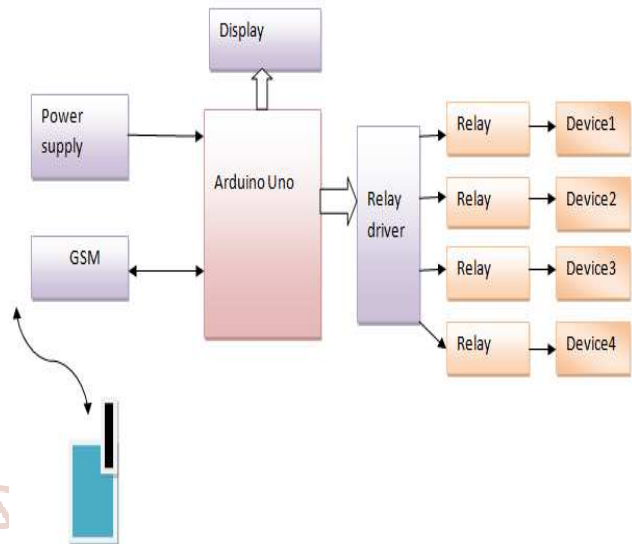 Display
Power
supply
Arduino Uno
GSM
Relay
driver
Relay
Device1
Relay
Device2
Relay
Device3
Relay
Device4